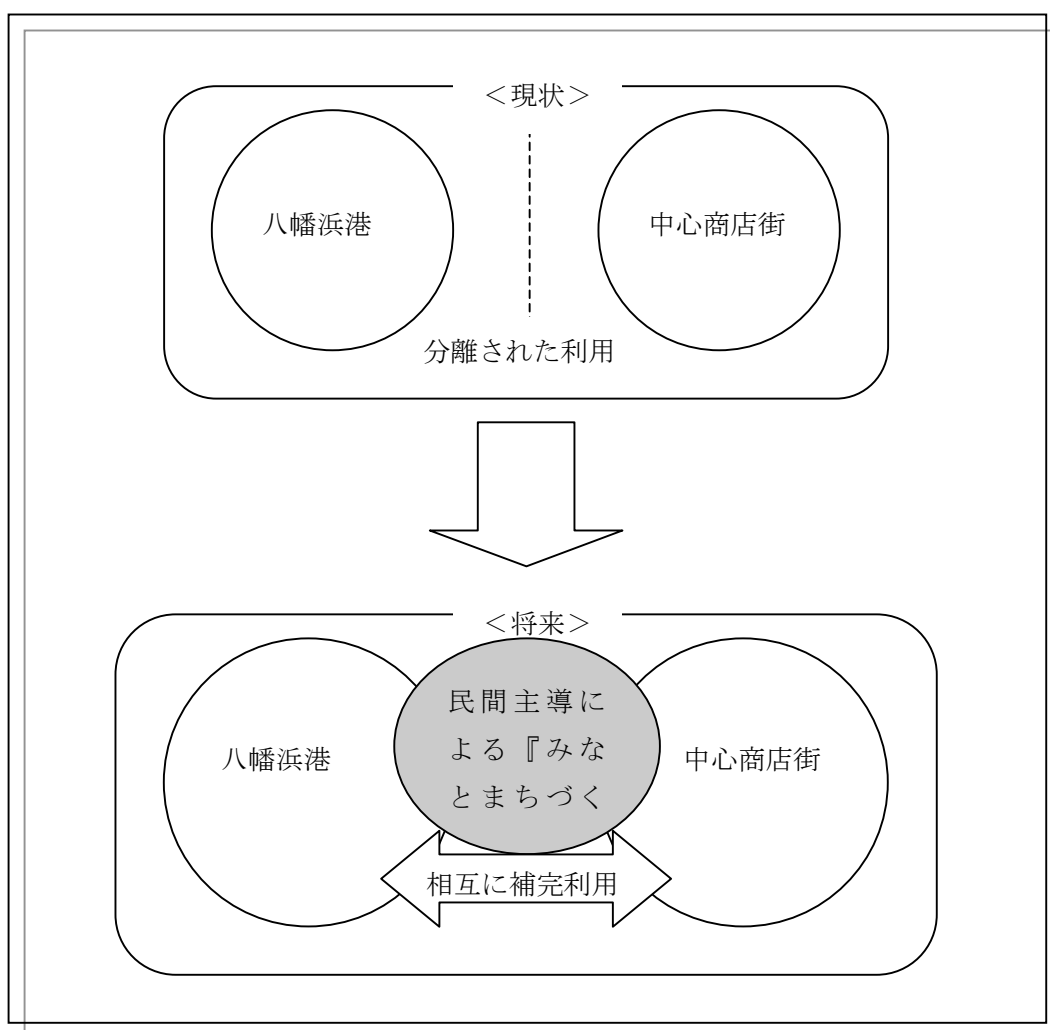 ＜現状＞
八幡浜港
中心商店街
分離された利用
＜将来＞
八幡浜港
民間主導に
よる『みな
とまちづく
中心商店街
相互に補完利用